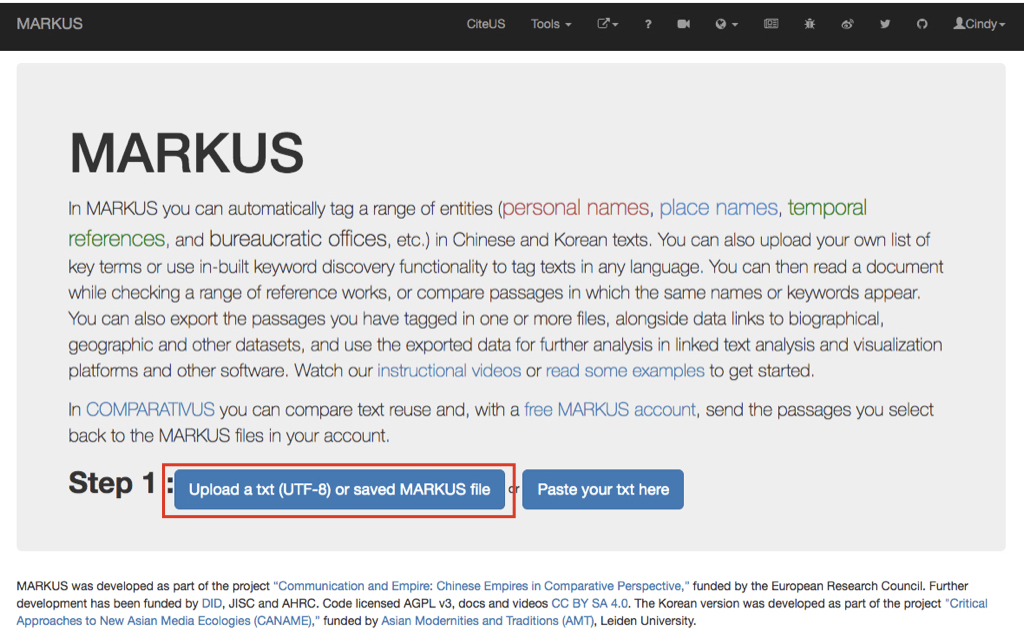 MARKUS CiteUS Tools ? Cindy
MARKUS
In MARKUS you can automatically tag a range of entities (personal names, place names, temporal
references, and bureaucratic offices, etc.) in Chinese and Korean texts. You can also upload your own list of
key terms or use in-built keyword discovery functionality to tag texts in any language. You can then read a document
while checking a range of reference works, or compare passages in which the same names or keywords appear.
You can also export the passages you have tagged in one or more files, alongside data links to biographical,
geographic and other datasets, and use the exported data for further analysis in linked text analysis and visualization
platforms and other software. Watch our instructional videos or read some examples to get started.
In COMPARATIVUS you can compare text reuse and, with a free MARKUS account, send the passages you select
back to the MARKUS files in your account.
Step 1 : Upload a txt (UTF-8) or saved MARKUS file or Paste your txt here
MARKUS was developed as part of the project "Communication and Empire: Chinese Empires in Comparative Perspective," funded by the European Research Council. Further
development has been funded by DID, JISC and AHRC. Code licensed AGPL v3, docs and videos CC BY SA 4.0. The Korean version was developed as part of the project "Critical
Approaches to New Asian Media Ecologies (CANAME)," funded by Asian Modernities and Traditions (AMT), Leiden University.